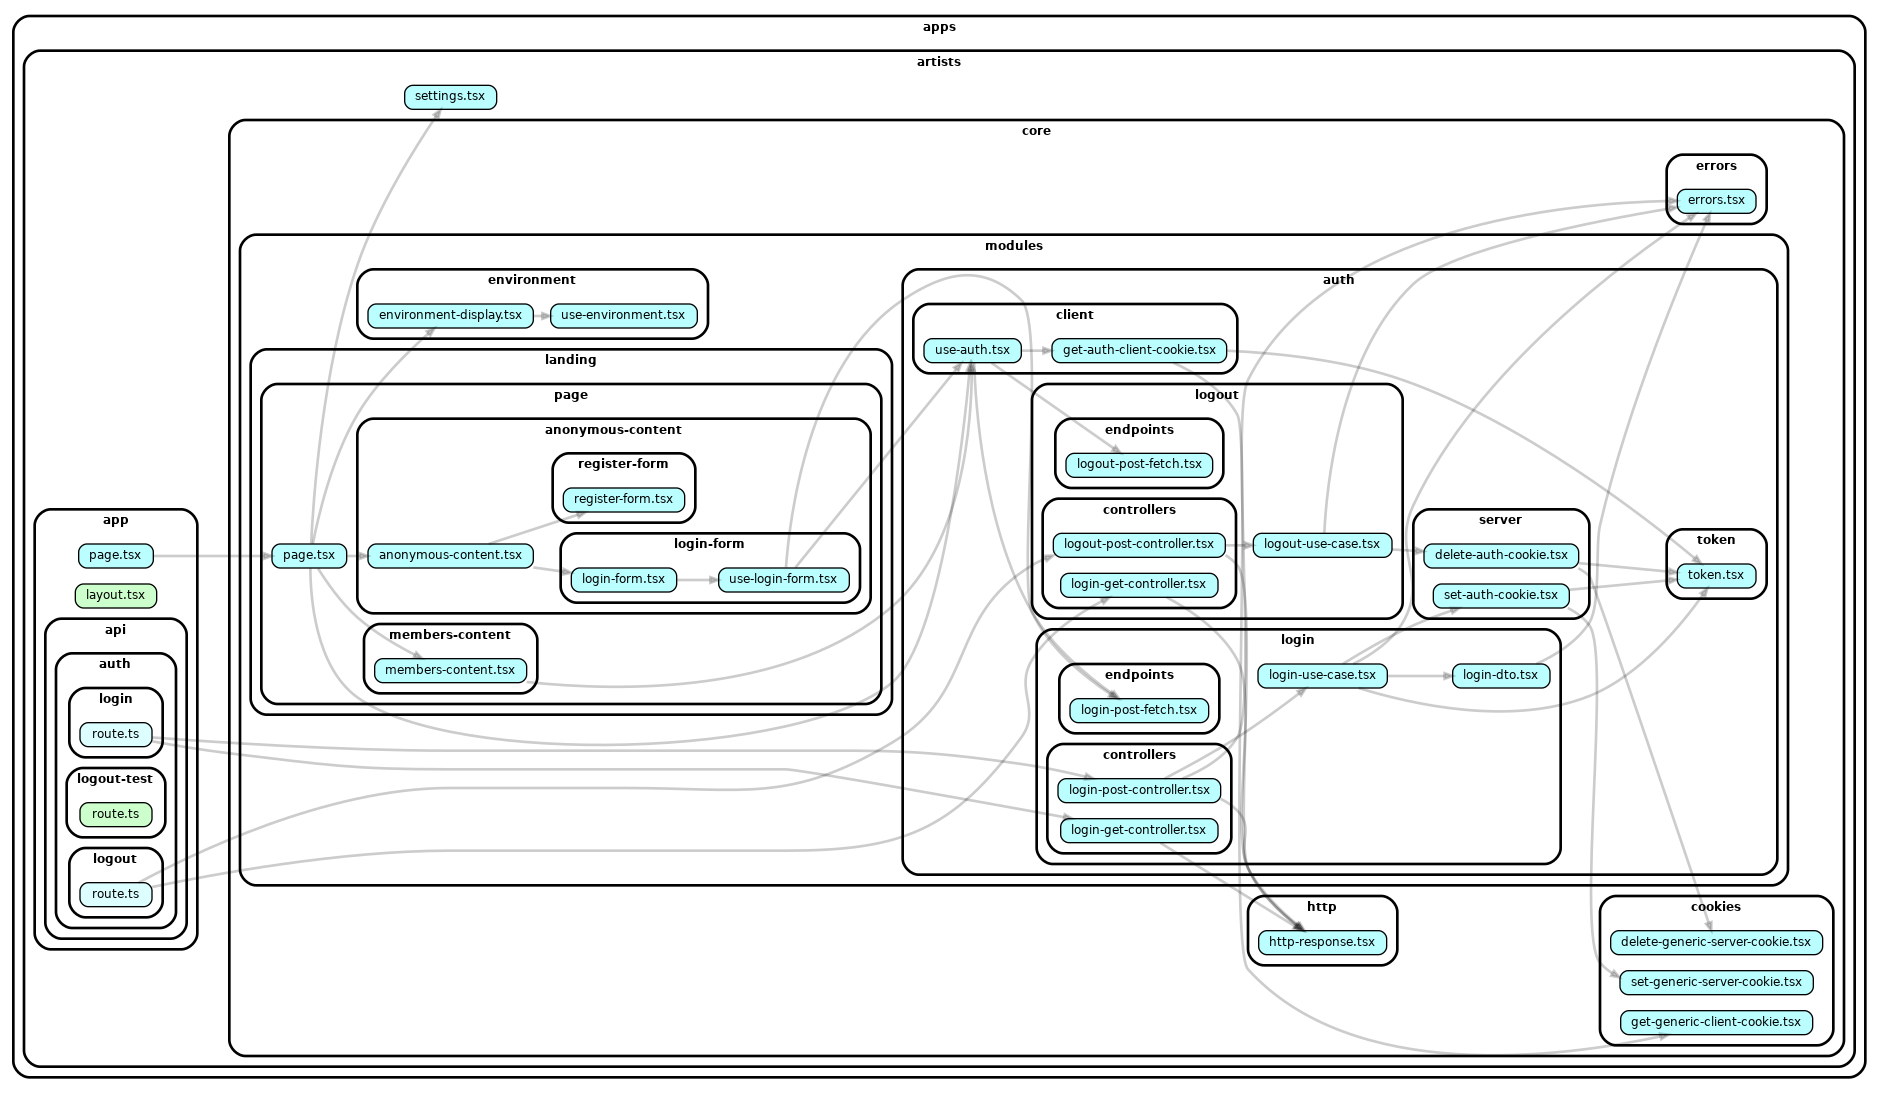 apps
artists
settings.tsx
core
errors
errors.tsx
modules
environment
environment-display.tsx
use-environment.tsx
landing
page
anonymous-content
register-form
register-form.tsx
anonymous-content.tsx
login-form
login-form.tsx
use-login-form.tsx
page.tsx
members-content
members-content.tsx
auth
client
use-auth.tsx
get-auth-client-cookie.tsx
logout
endpoints
logout-post-fetch.tsx
controllers
logout-post-controller.tsx
login-get-controller.tsx
logout-use-case.tsx
server
delete-auth-cookie.tsx
set-auth-cookie.tsx
token
token.tsx
login
endpoints
login-post-fetch.tsx
login-use-case.tsx
login-dto.tsx
controllers
login-post-controller.tsx
login-get-controller.tsx
app
page.tsx
layout.tsx
api
auth
login
route.ts
logout-test
route.ts
logout
route.ts
http
http-response.tsx
cookies
delete-generic-server-cookie.tsx
set-generic-server-cookie.tsx
get-generic-client-cookie.tsx